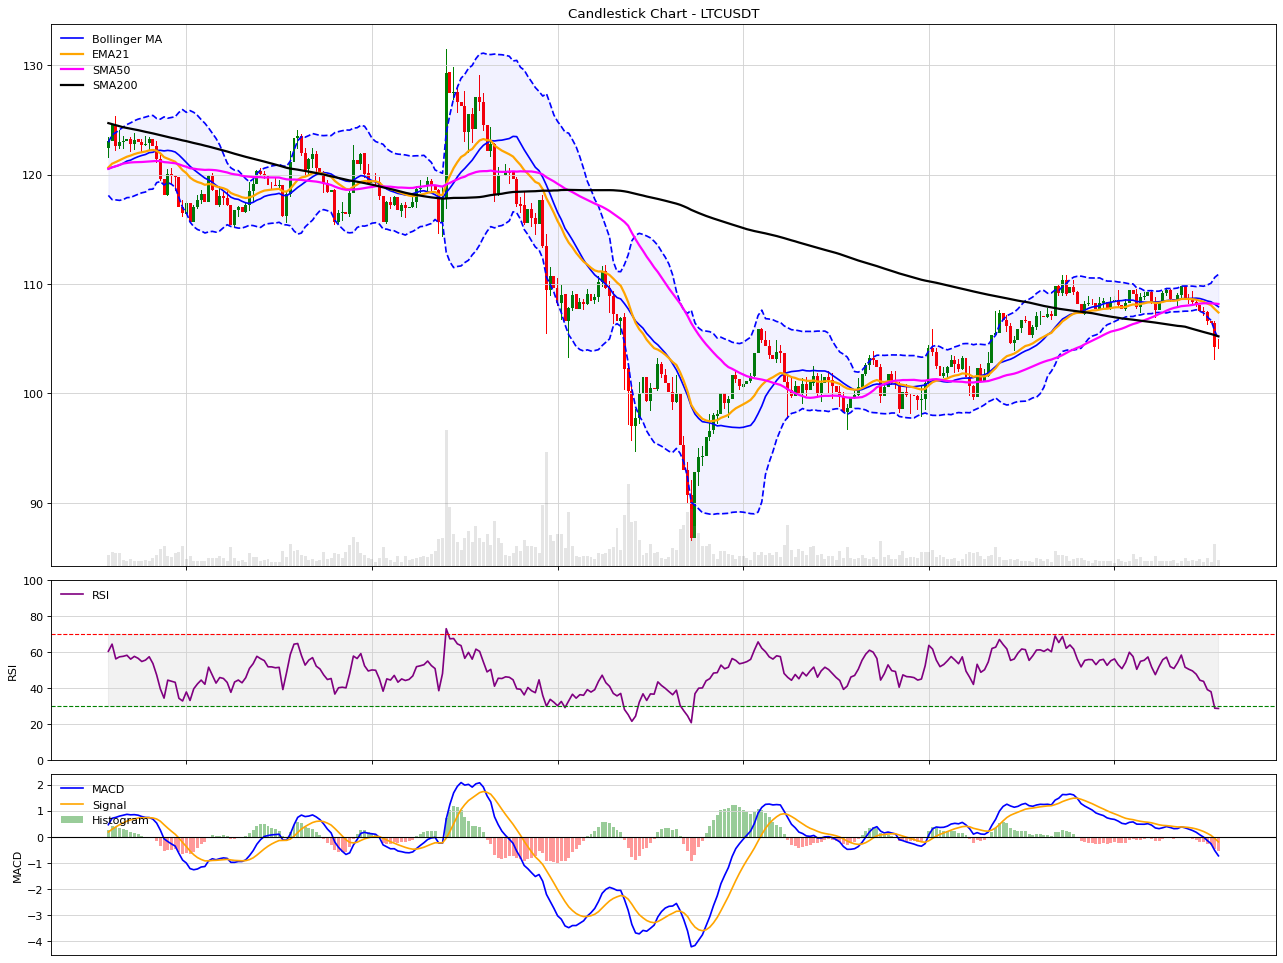 Candlestick Chart - LTCUSDT
Bollinger MA
EMA21
SMA50
SMA200
130
120
110
100
90
RSI
100
80
60
40
20
0
RSI
MACD
Signal
Histogram
2
1
0
−1
−2
−3
−4
MACD